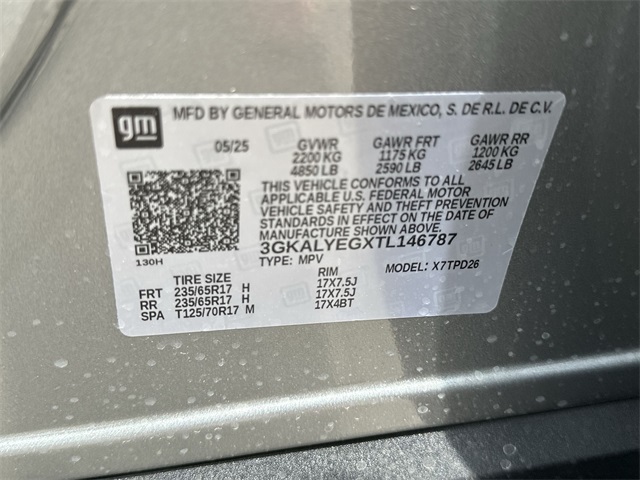 gm MFD BY GENERAL MOTORS DE MEXICO, S. DE R.L. DE C.V.
05/25 GVWR GAWR FRT GAWR RR
2200 KG 1175 KG 1200 KG
4850 LB 2590 LB 2645 LB
THIS VEHICLE CONFORMS TO ALL
APPLICABLE U.S. FEDERAL MOTOR
VEHICLE SAFETY AND THEFT PREVENTION
STANDARDS IN EFFECT ON THE DATE OF
MANUFACTURE SHOWN ABOVE.
3GKALYEGXTL146787
130H
TYPE: MPV MODEL: X7TPD26
TIRE SIZE RIM
FRT 235/65R17 H 17X7.5J
RR 235/65R17 H 17X7.5J
SPA T125/70R17 M 17X4BT